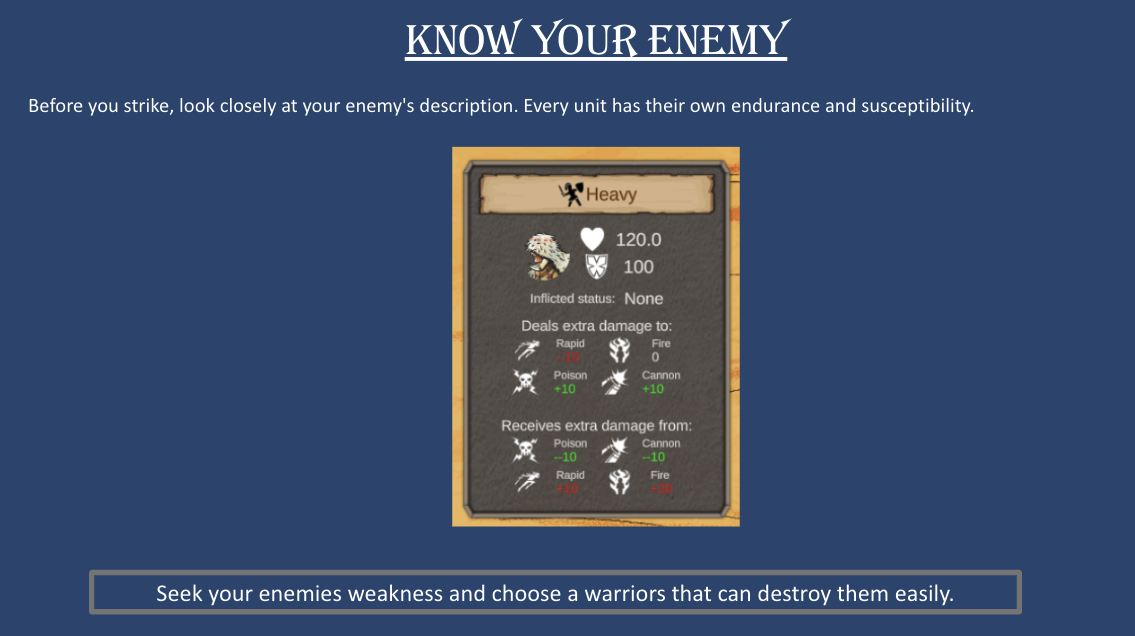 KNOW YOUR ENEMY
Before you strike, look closely at your enemy's description. Every unit has their own endurance and susceptibility.
Heavy
120.0
100
Inflicted status: None
Deals extra damage to:
Rapid Fire
--10 0
Poison Cannon
+10 +10
Receives extra damage from:
Poison Cannon
--10 --10
Rapid Fire
+10 +20
Seek your enemies weakness and choose a warriors that can destroy them easily.